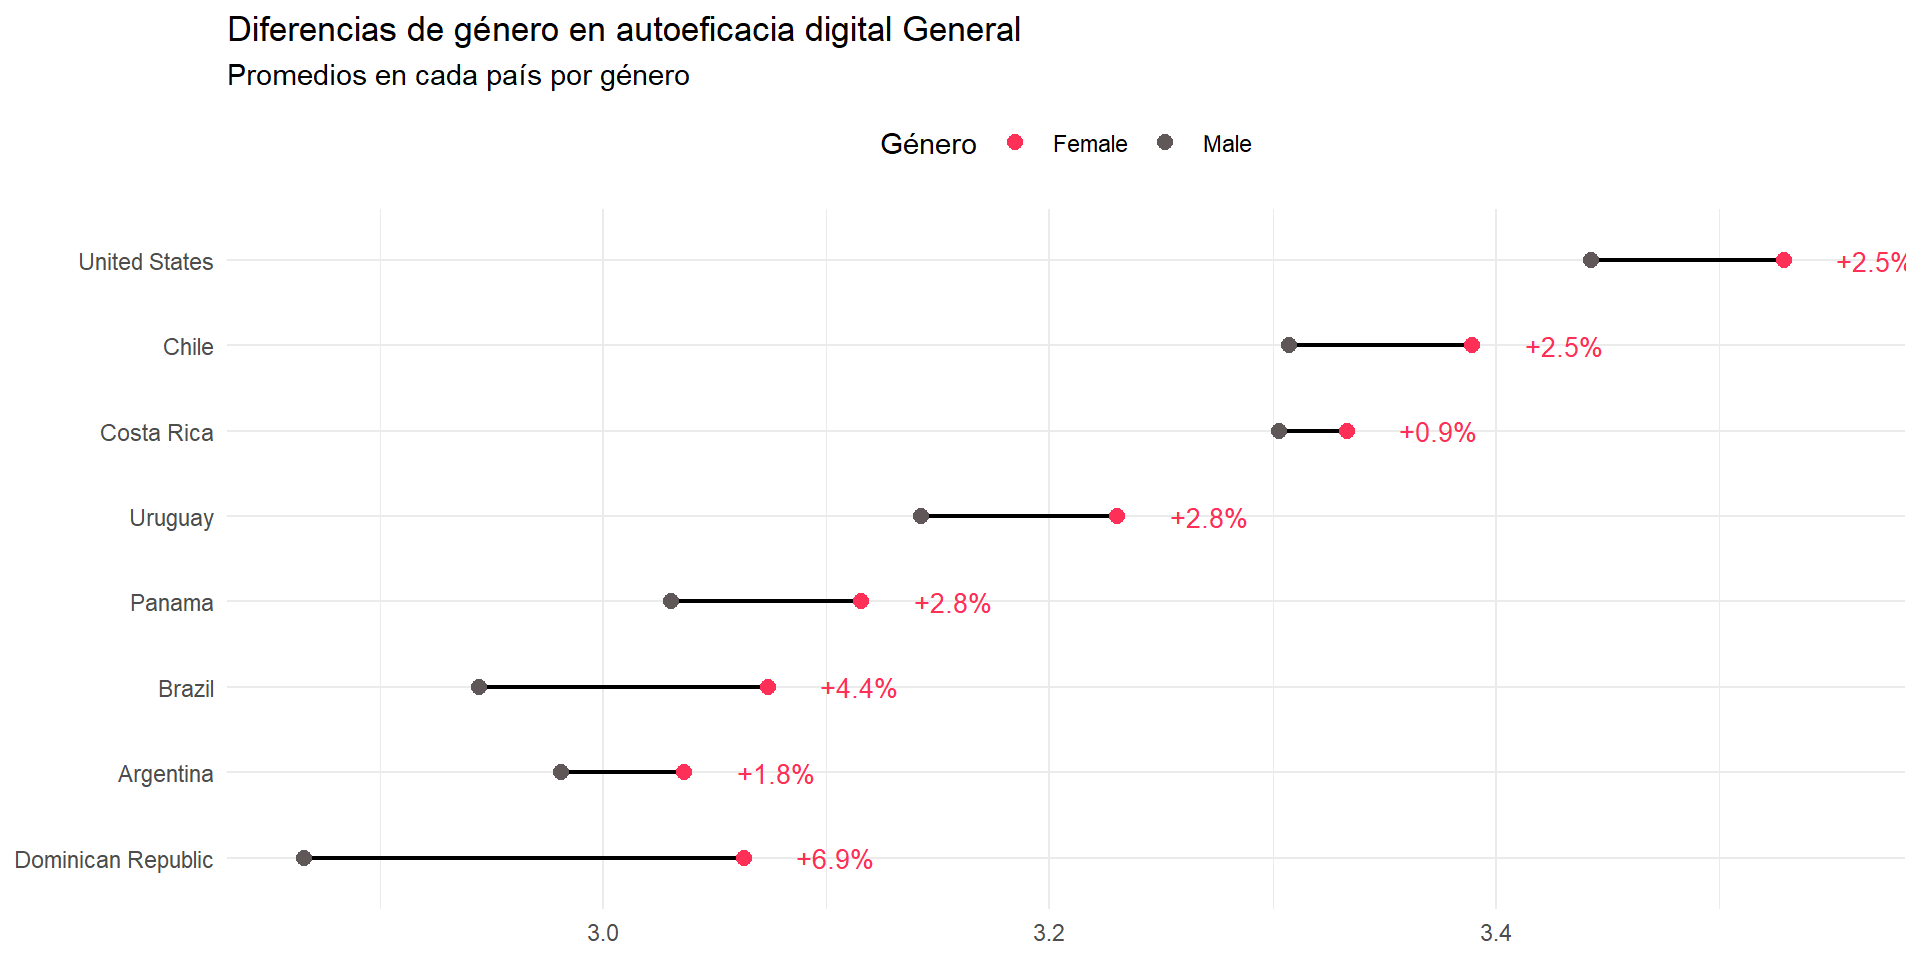 Diferencias de género en autoeficacia digital General
Promedios en cada país por género
Género Female Male
United States +2.5%
Chile +2.5%
Costa Rica +0.9%
Uruguay +2.8%
Panama +2.8%
Brazil +4.4%
Argentina +1.8%
Dominican Republic +6.9%
3.0 3.2 3.4